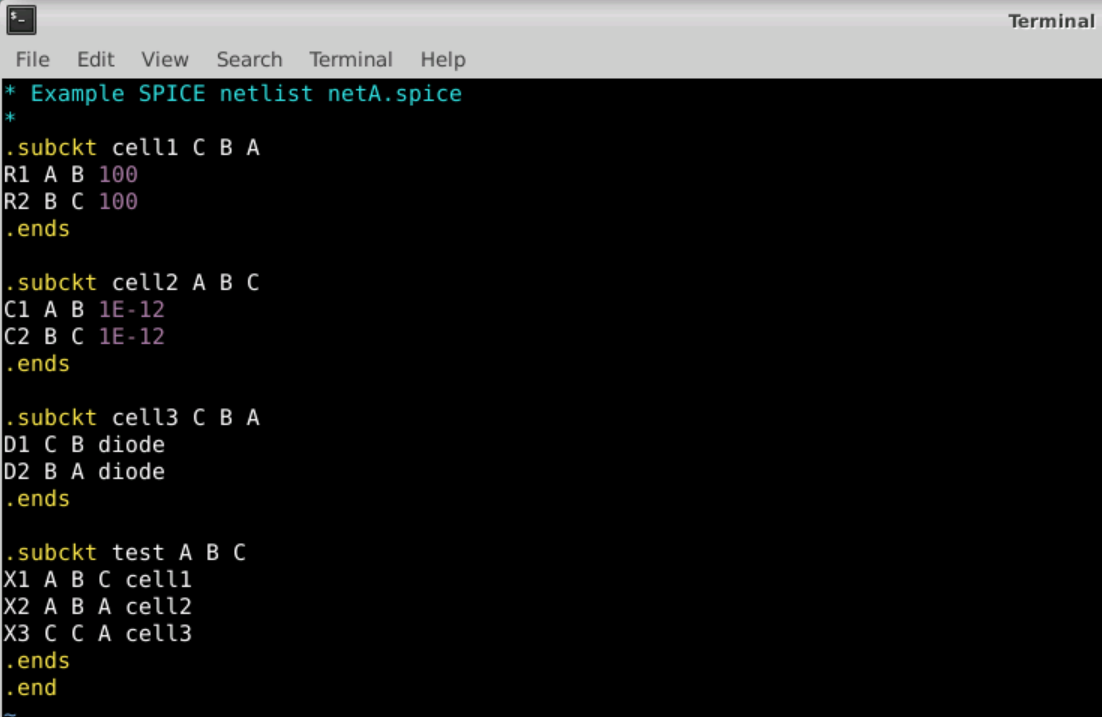 Terminal
File Edit View Search Terminal Help
* Example SPICE netlist netA.spice
*
.subckt cell1 C B A
R1 A B 100
R2 B C 100
.ends
.subckt cell2 A B C
C1 A B 1E-12
C2 B C 1E-12
.ends
.subckt cell3 C B A
D1 C B diode
D2 B A diode
.ends
.subckt test A B C
X1 A B C cell1
X2 A B A cell2
X3 C C A cell3
.ends
.end
~